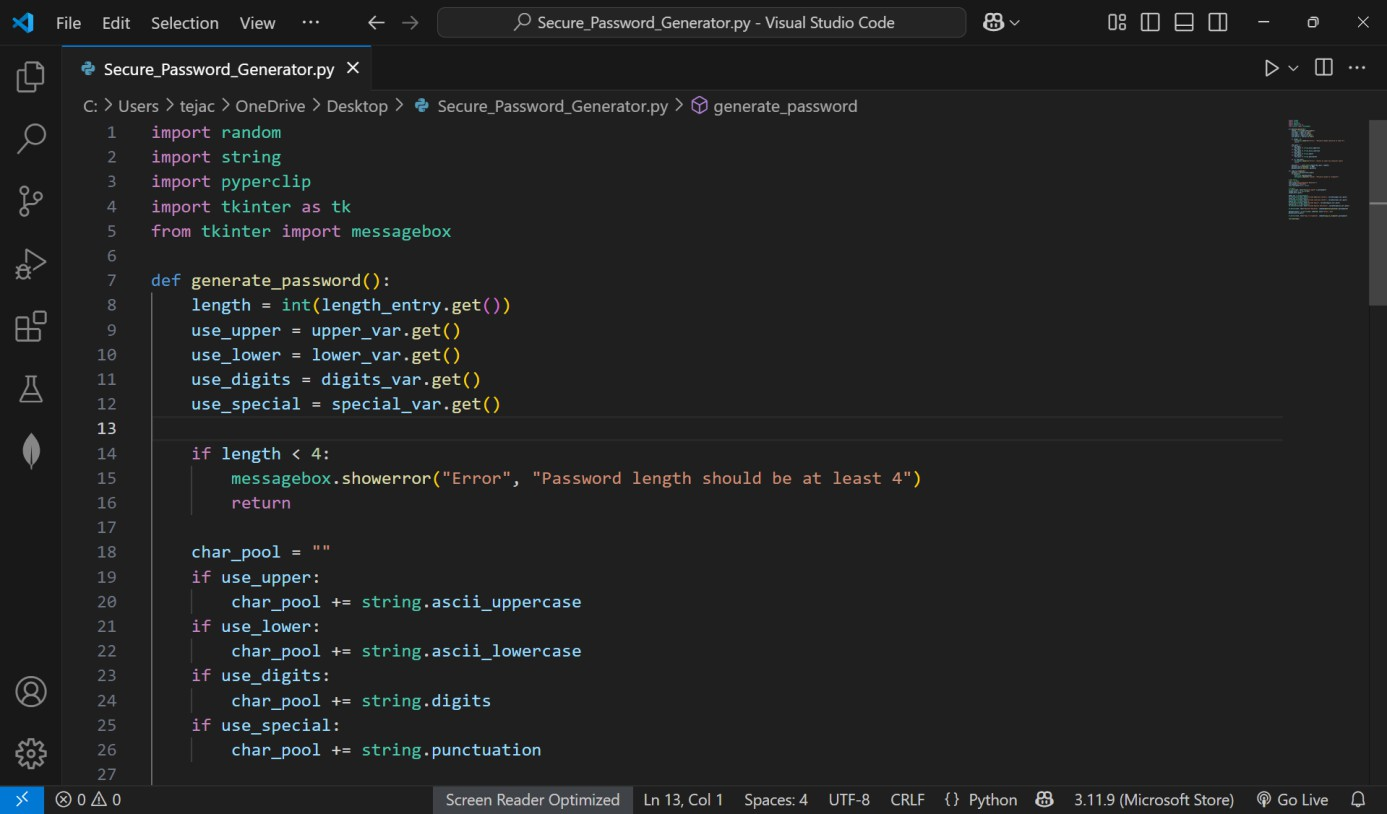 File Edit Selection View ··· Secure_Password_Generator.py - Visual Studio Code
Secure_Password_Generator.py
C: > Users > tejac > OneDrive > Desktop > Secure_Password_Generator.py > generate_password
1 import random
2 import string
3 import pyperclip
4 import tkinter as tk
5 from tkinter import messagebox
6
7 def generate_password():
8     length = int(length_entry.get())
9     use_upper = upper_var.get()
10     use_lower = lower_var.get()
11     use_digits = digits_var.get()
12     use_special = special_var.get()
13
14     if length < 4:
15         messagebox.showerror("Error", "Password length should be at least 4")
16         return
17
18     char_pool = ""
19     if use_upper:
20         char_pool += string.ascii_uppercase
21     if use_lower:
22         char_pool += string.ascii_lowercase
23     if use_digits:
24         char_pool += string.digits
25     if use_special:
26         char_pool += string.punctuation
27
0 0 Screen Reader Optimized Ln 13, Col 1 Spaces: 4 UTF-8 CRLF {} Python 3.11.9 (Microsoft Store) Go Live